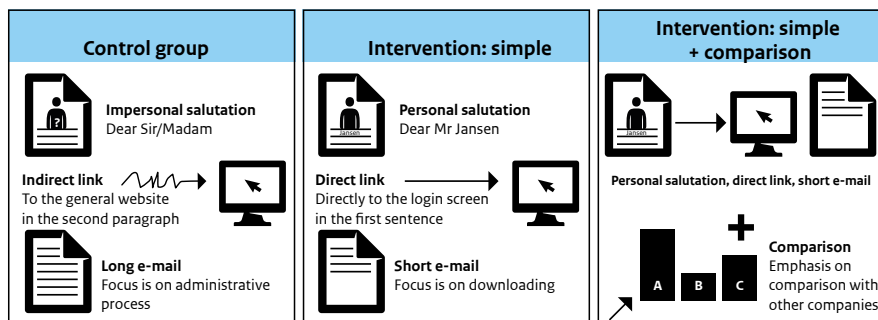 Control group
?
Impersonal salutation
Dear Sir/Madam
Indirect link
To the general website
in the second paragraph
Long e-mail
Focus is on administrative
process
Intervention: simple
Jansen
Personal salutation
Dear Mr Jansen
Direct link
Directly to the login screen
in the first sentence
Short e-mail
Focus is on downloading
Intervention: simple
+ comparison
Jansen
Personal salutation, direct link, short e-mail
+
A B C
Comparison
Emphasis on
comparison with
other companies